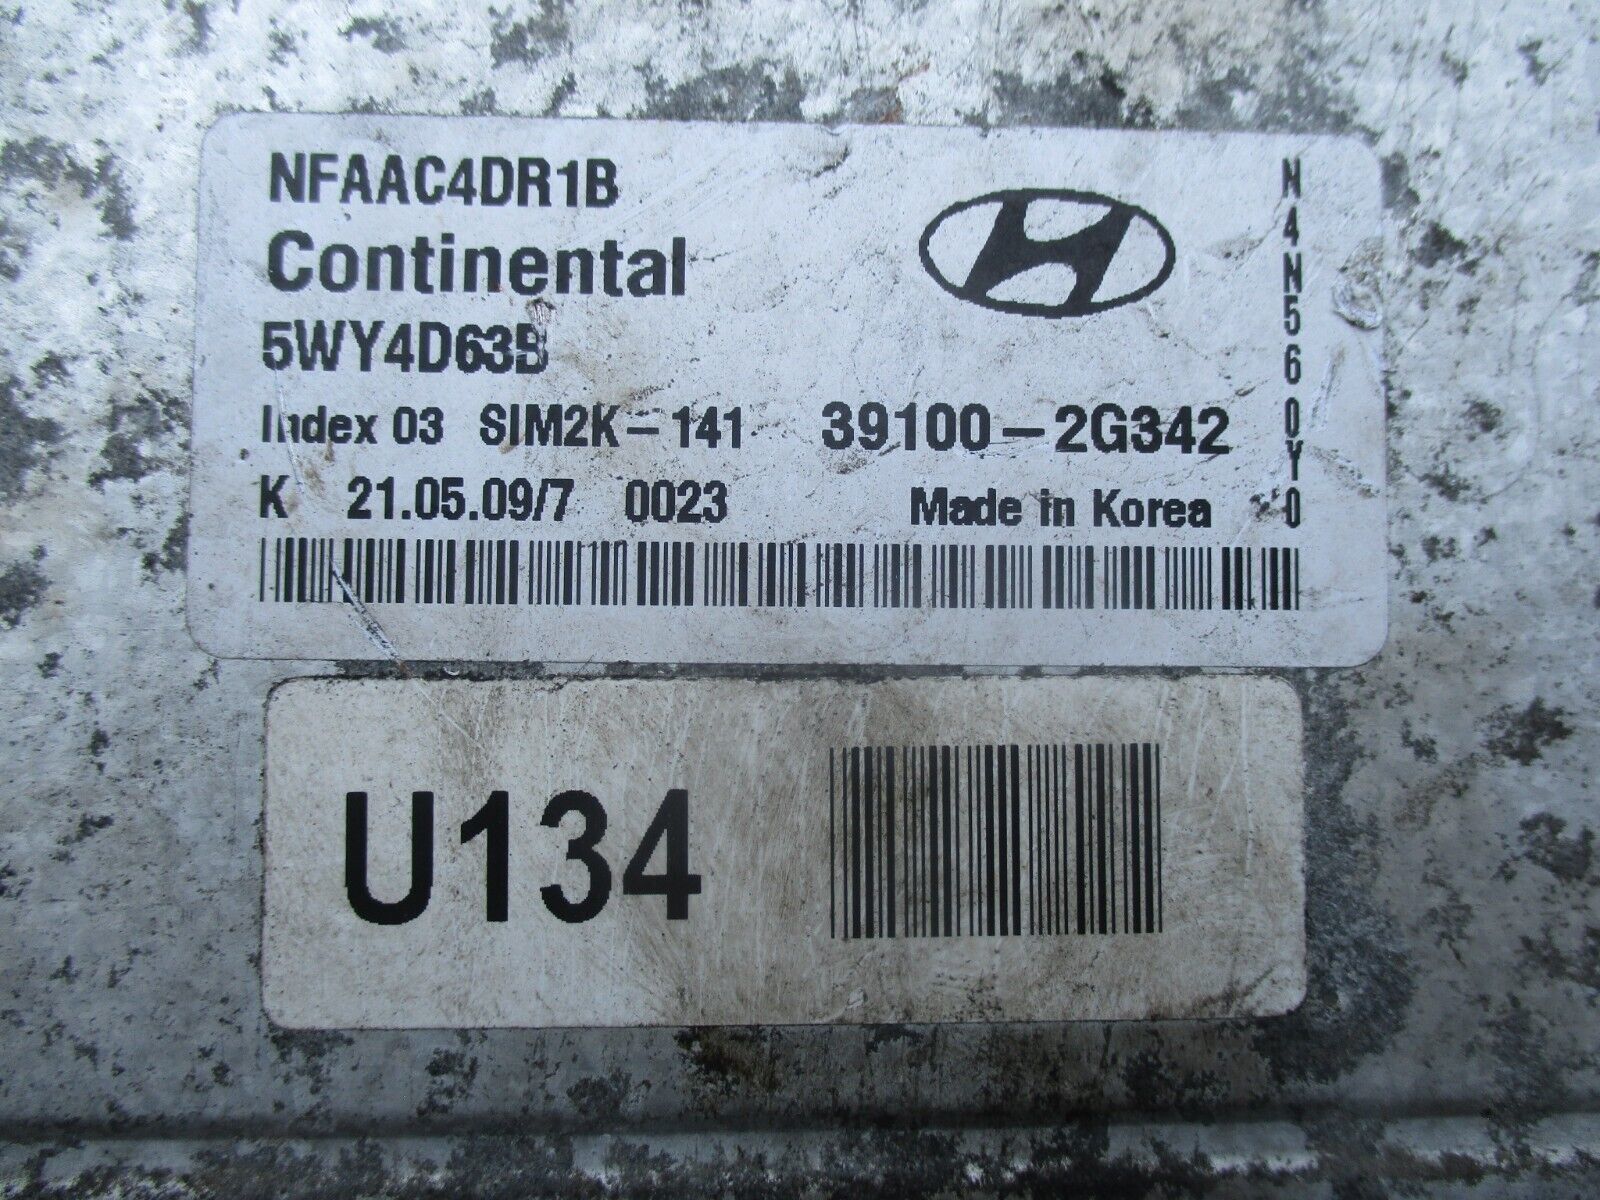 NFAAC4DR1B
Continental
5WY4D63B
Index 03 SIM2K-141 39100-2G342
K 21.05.09/7 0023 Made in Korea
N4N560Y0
U134